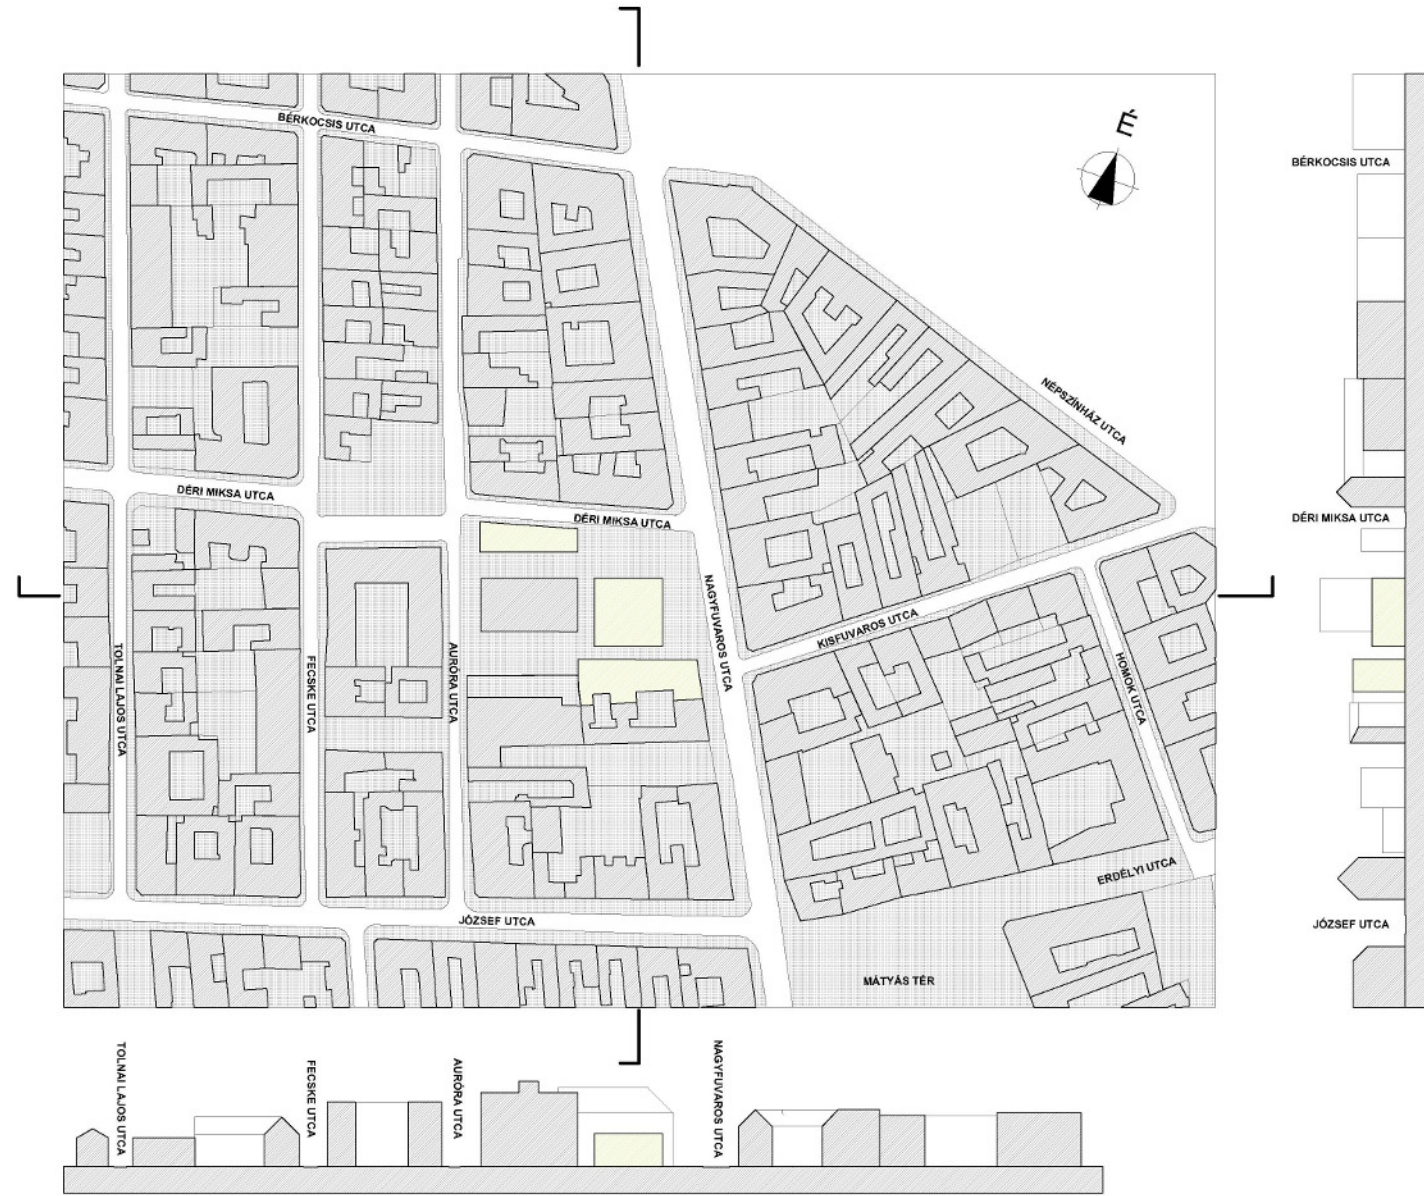 BÉRKOCSIS UTCA
É
BÉRKOCSIS UTCA
NÉPSZÍNHÁZ UTCA
DÉRI MIKSA UTCA
DÉRI MIKSA UTCA
DÉRI MIKSA UTCA
TOLNAI LAJOS UTCA
FECSKE UTCA
AURÓRA UTCA
NAGYFUVAROS UTCA
KISFUVAROS UTCA
HOMOK UTCA
ERDÉLYI UTCA
JÓZSEF UTCA
JÓZSEF UTCA
MÁTYÁS TÉR
TOLNAI LAJOS UTCA
FECSKE UTCA
AURÓRA UTCA
NAGYFUVAROS UTCA